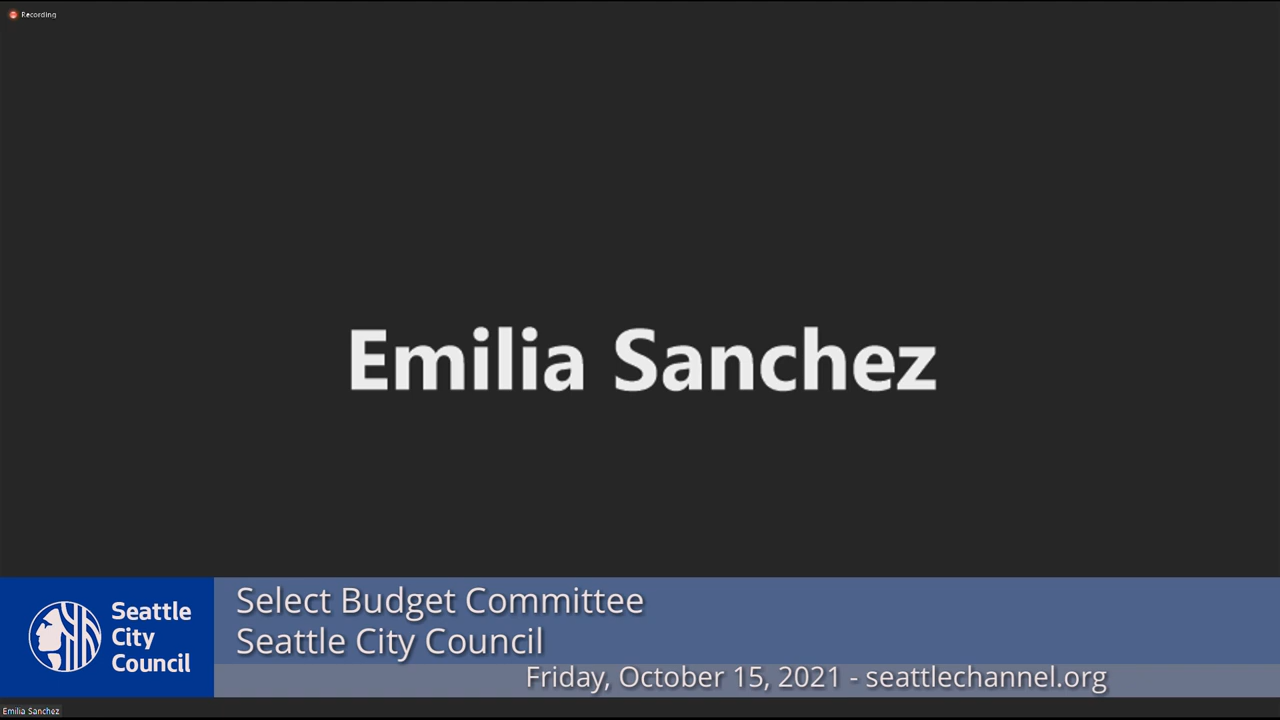 Recording
Emilia Sanchez
Seattle
City
Council
Select Budget Committee
Seattle City Council
Friday, October 15, 2021 - seattlechannel.org
Emilia Sanchez